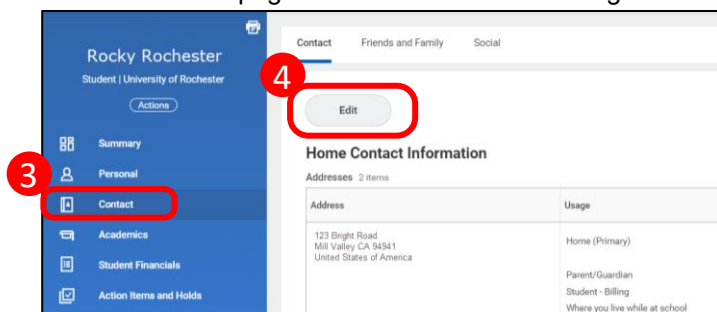 Rocky Rochester
Student | University of Rochester
Actions
Summary
3
Personal
Contact
Academics
Student Financials
Action Items and Holds
Contact Friends and Family Social
4
Edit
Home Contact Information
Addresses 2 items
Address Usage
123 Bright Road
Mill Valley CA 94941
United States of America
Home (Primary)
Parent/Guardian
Student - Billing
Where you live while at school